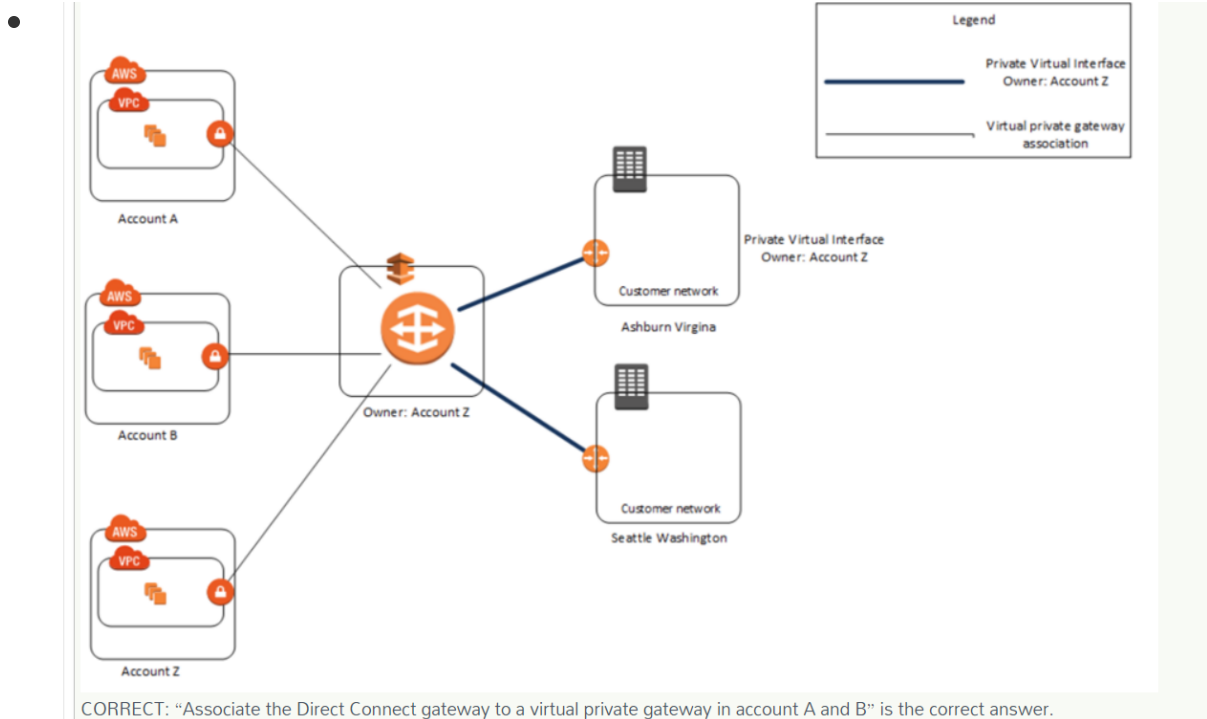 Legend
Private Virtual Interface
Owner: Account Z
Virtual private gateway
association
AWS
VPC
Account A
AWS
VPC
Account B
AWS
VPC
Account Z
Owner: Account Z
Customer network
Ashburn Virgina
Private Virtual Interface
Owner: Account Z
Customer network
Seattle Washington
CORRECT: “Associate the Direct Connect gateway to a virtual private gateway in account A and B” is the correct answer.